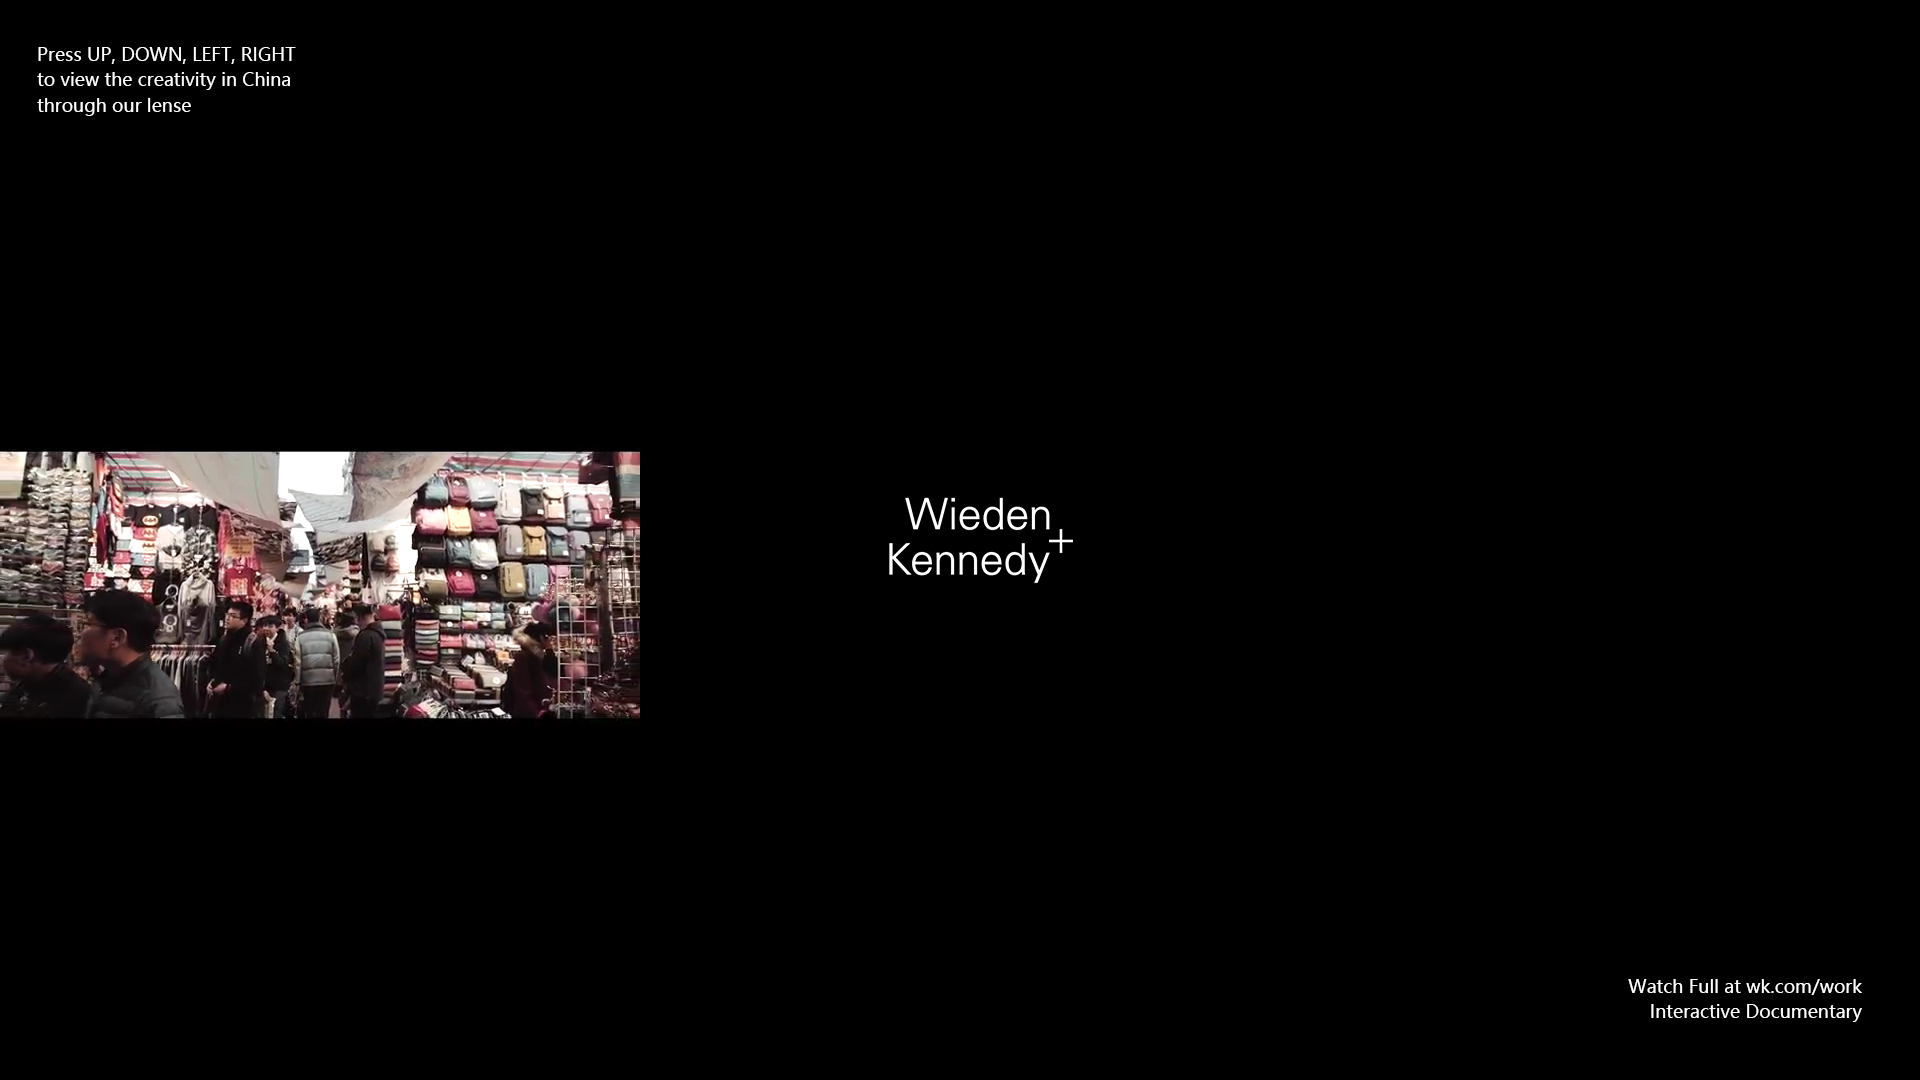 Press UP, DOWN, LEFT, RIGHT
to view the creativity in China
through our lense
Wieden
+
Kennedy
Watch Full at wk.com/work
Interactive Documentary